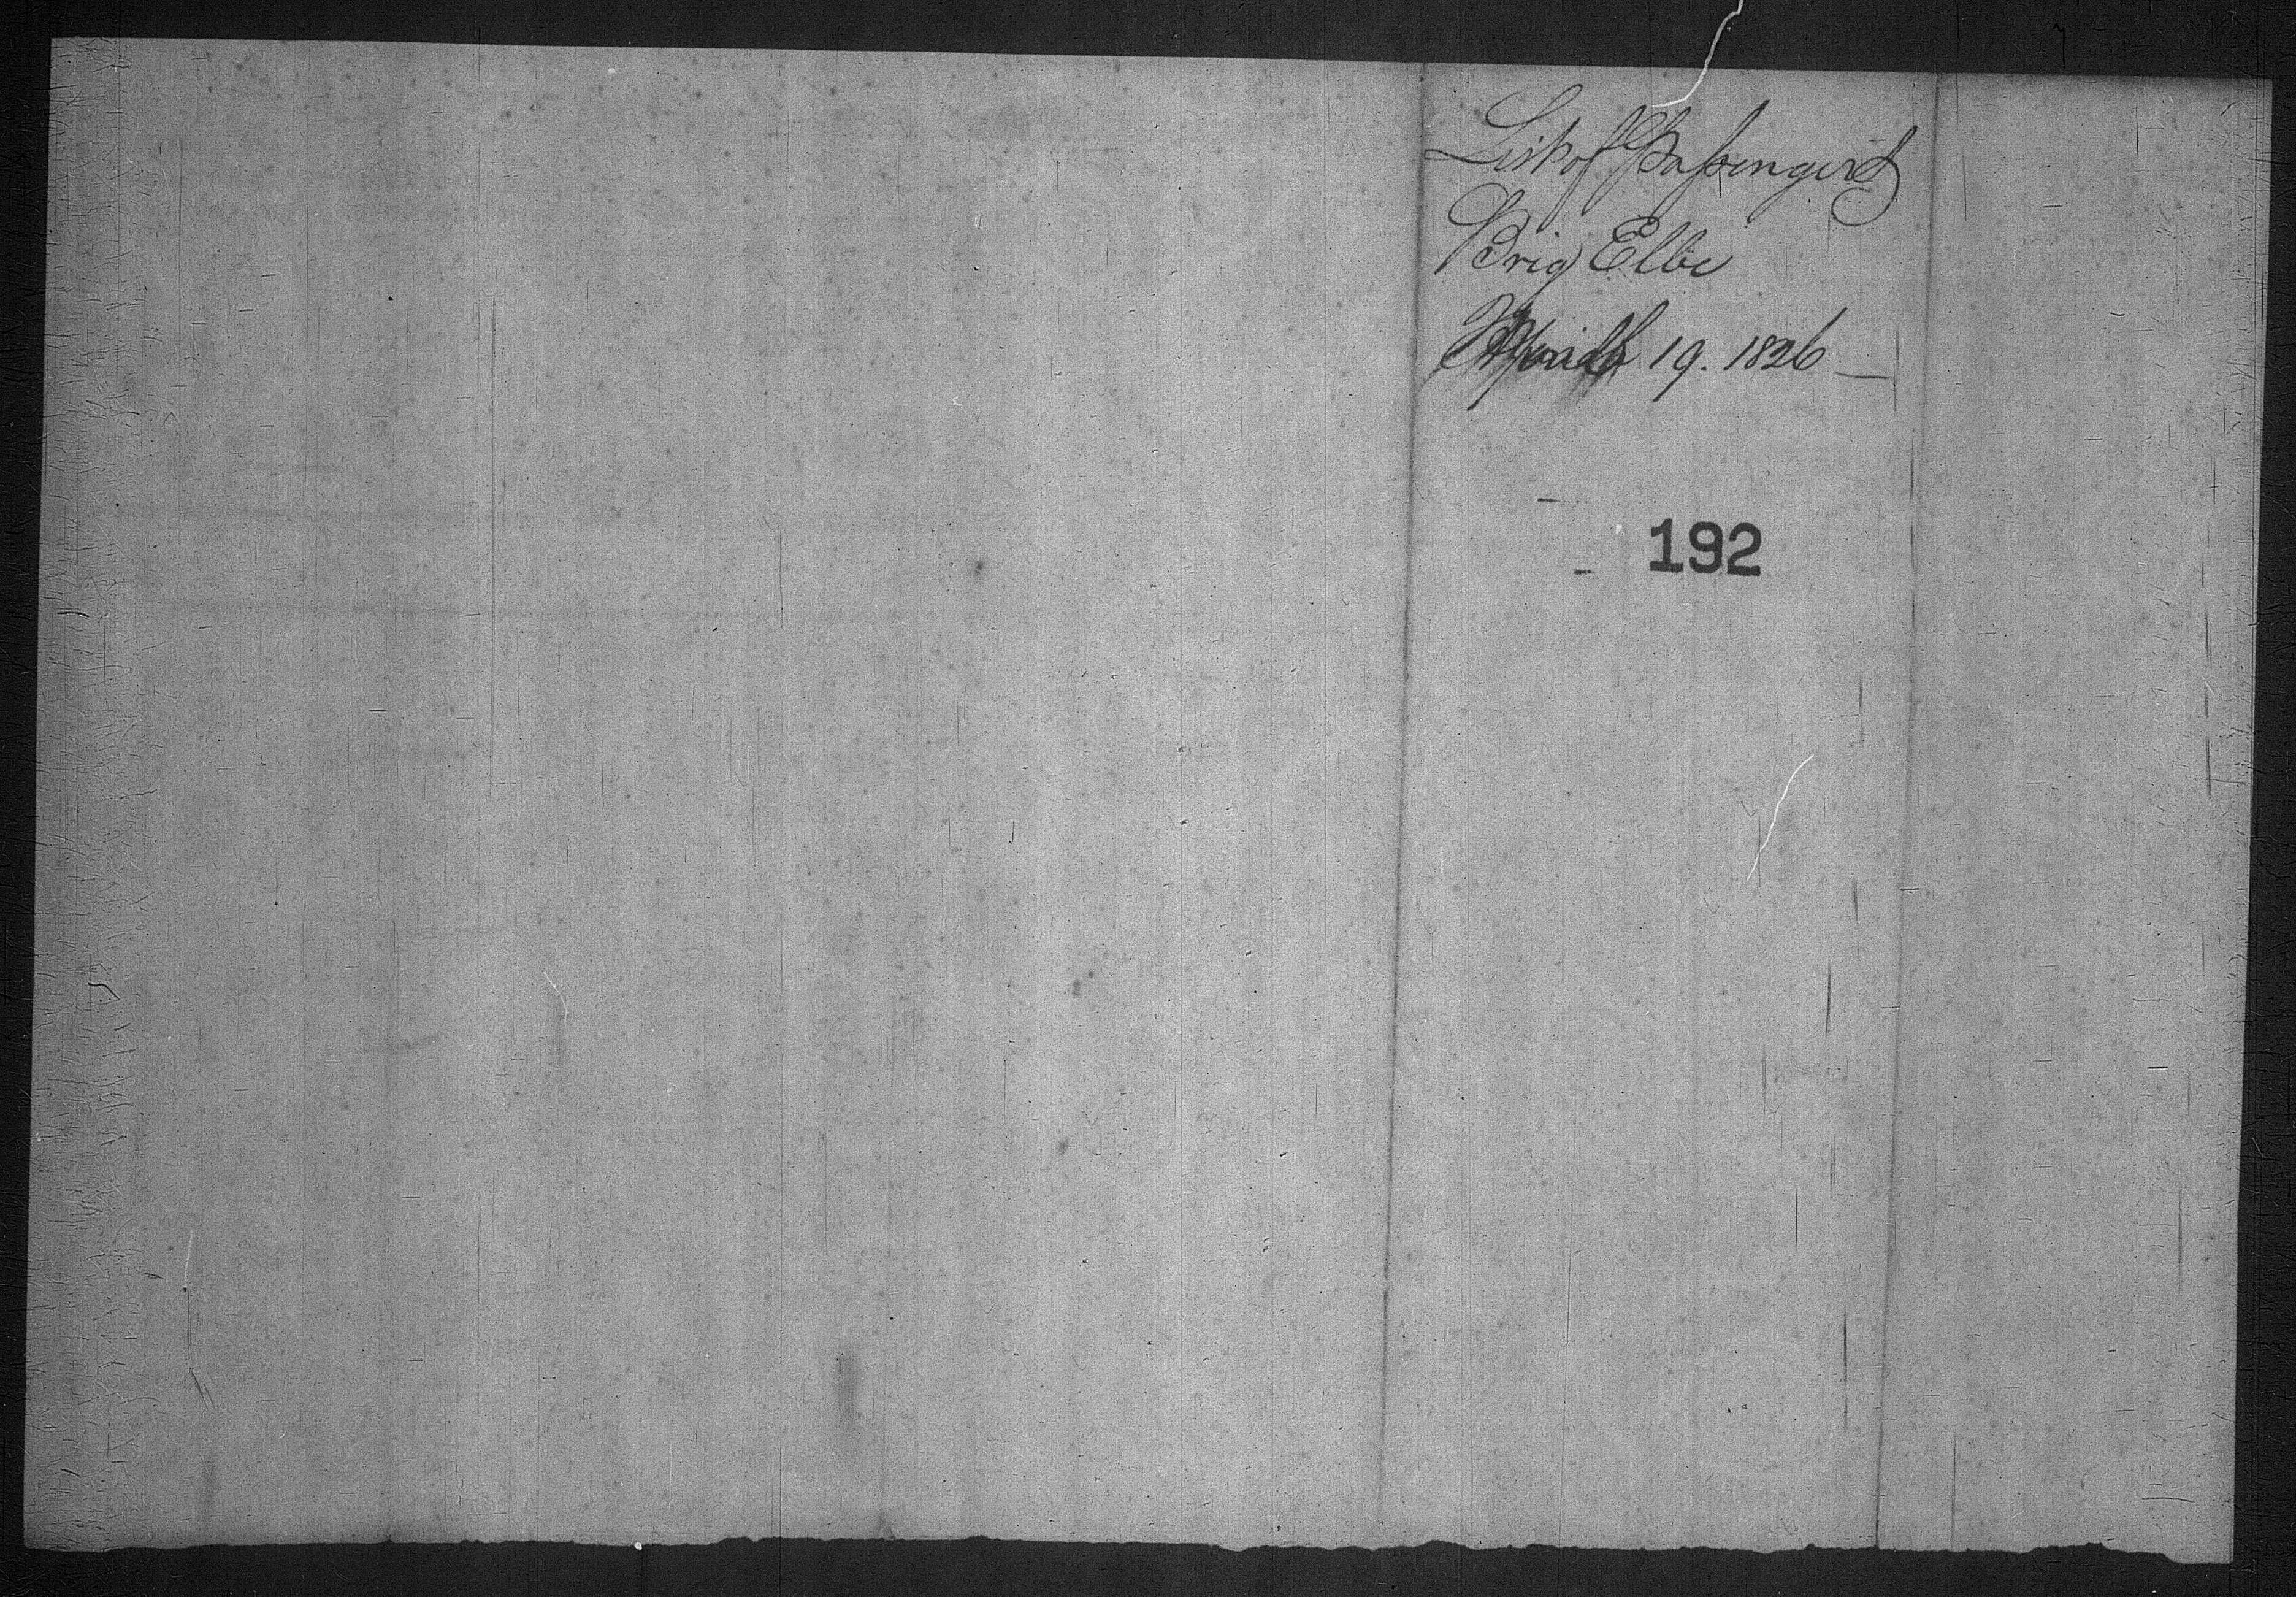 List of Passengers
Brig Elbe
April 19. 1826 —
192